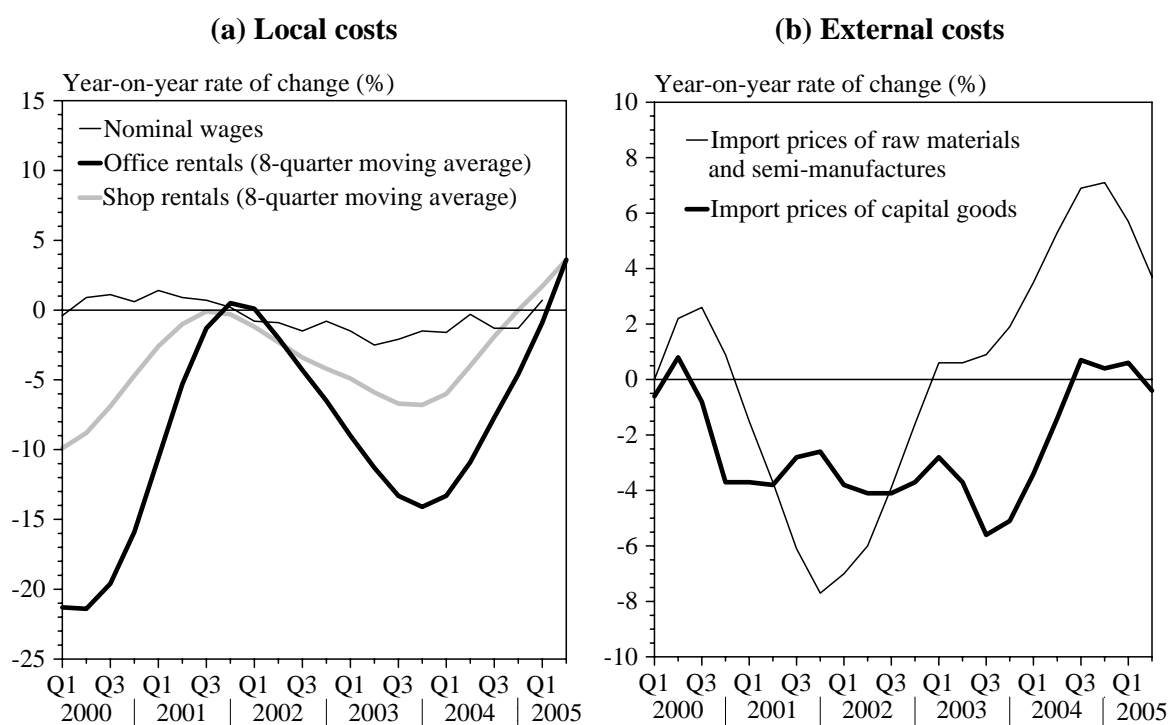 (a) Local costs
Year-on-year rate of change (%)
15
10
5
0
-5
-10
-15
-20
-25
Nominal wages
Office rentals (8-quarter moving average)
Shop rentals (8-quarter moving average)
Q1 Q3 Q1 Q3 Q1 Q3 Q1 Q3 Q1 Q3 Q1
2000 2001 2002 2003 2004 2005
(b) External costs
Year-on-year rate of change (%)
10
8
6
4
2
0
-2
-4
-6
-8
-10
Import prices of raw materials
and semi-manufactures
Import prices of capital goods
Q1 Q3 Q1 Q3 Q1 Q3 Q1 Q3 Q1 Q3 Q1
2000 2001 2002 2003 2004 2005